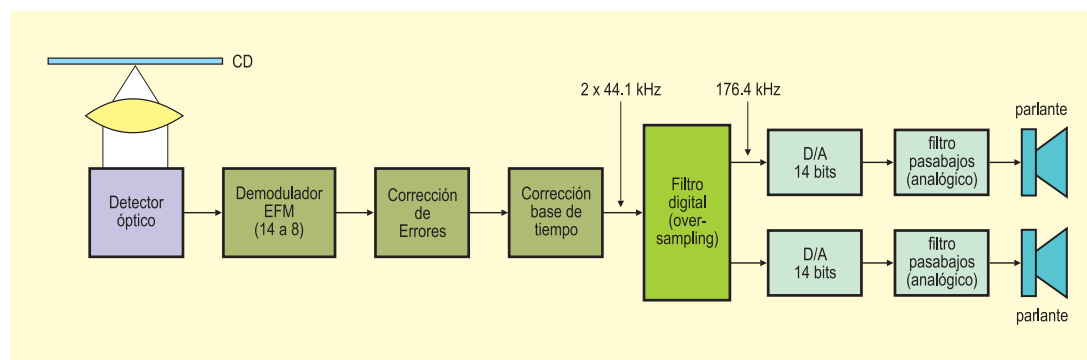 CD
2 x 44.1 kHz
176.4 kHz
parlante
Detector
óptico
Demodulador
EFM
(14 a 8)
Corrección
de
Errores
Corrección
base de
tiempo
Filtro
digital
(over-
sampling)
D/A
14 bits
filtro
pasabajos
(analógico)
D/A
14 bits
filtro
pasabajos
(analógico)
parlante